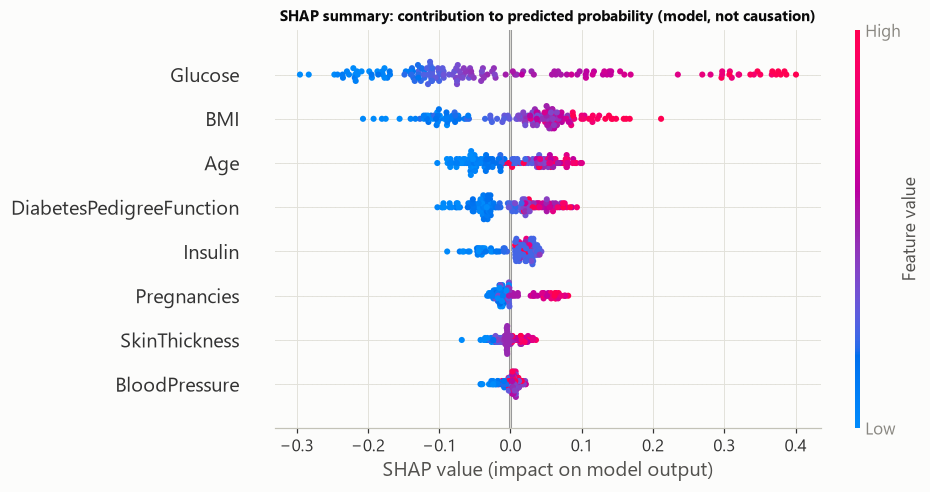 SHAP summary: contribution to predicted probability (model, not causation)
High
Glucose
BMI
Age
DiabetesPedigreeFunction
Insulin
Pregnancies
SkinThickness
BloodPressure
Feature value
Low
−0.3 −0.2 −0.1 0.0 0.1 0.2 0.3 0.4
SHAP value (impact on model output)